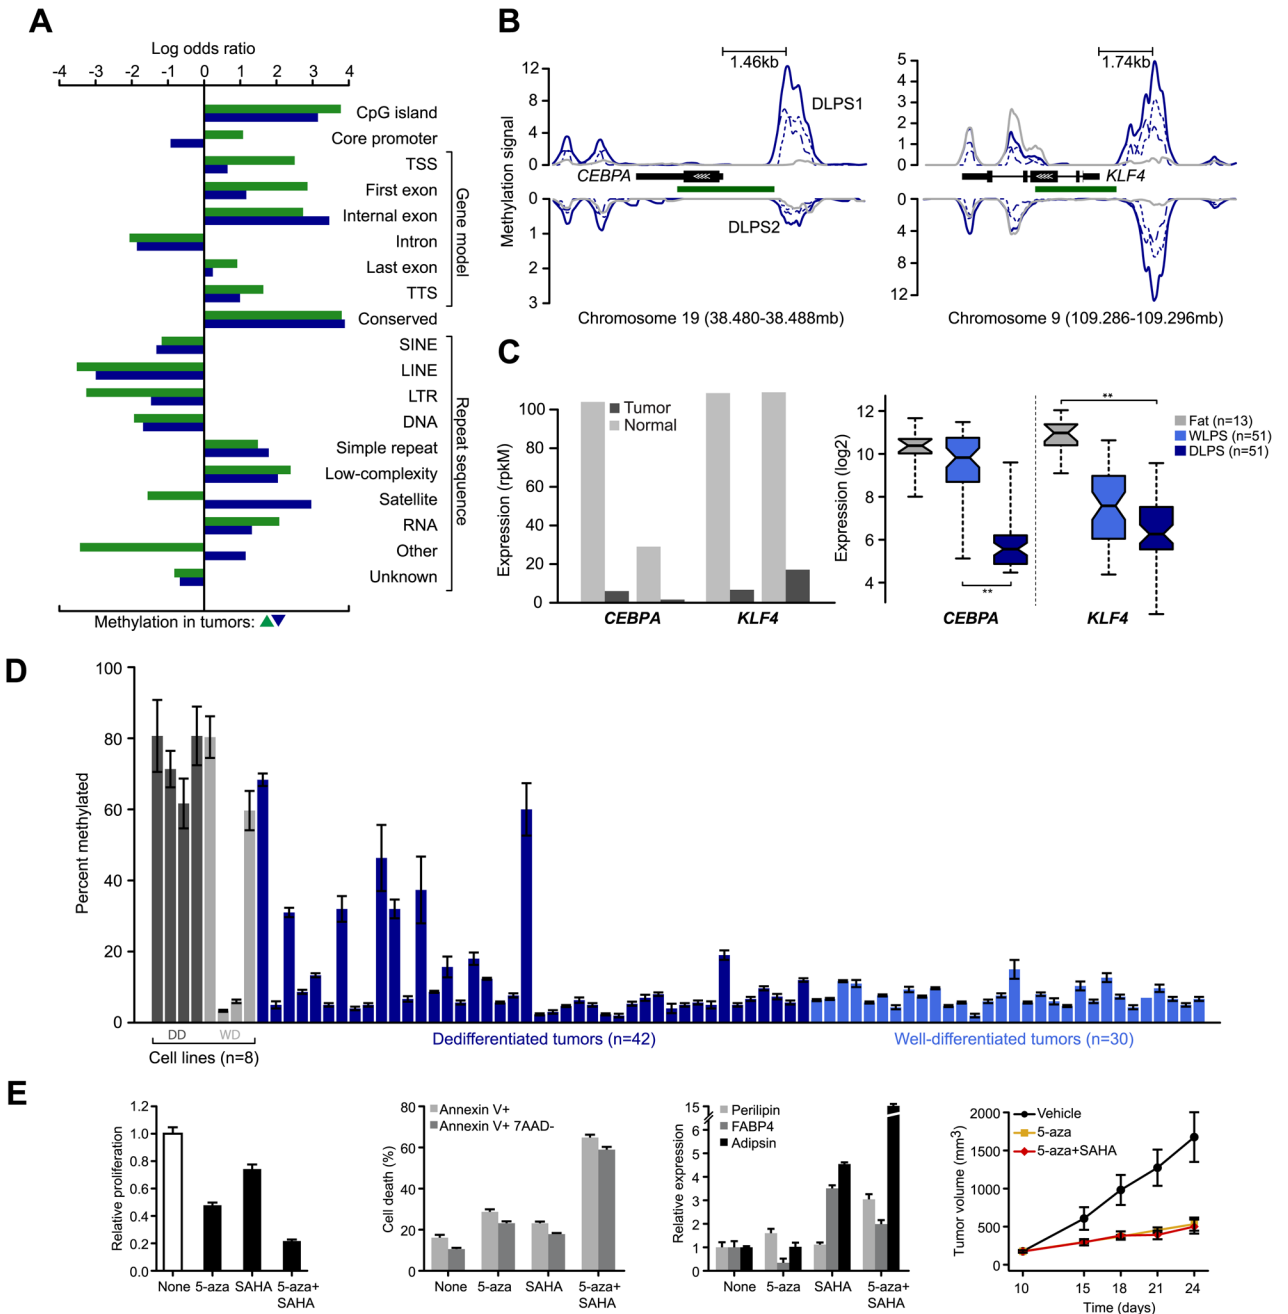 A
Log odds ratio
-4 -3 -2 -1 0 1 2 3 4
CpG island
Core promoter
TSS
First exon
Internal exon
Intron
Last exon
TTS
Gene model
Conserved
SINE
LINE
LTR
DNA
Simple repeat
Low-complexity
Satellite
RNA
Other
Unknown
Repeat sequence
Methylation in tumors:
B
Methylation signal
12
8
4
0
0
1
2
3
1.46kb
DLPS1
CEBPA
DLPS2
Chromosome 19 (38.480-38.488mb)
5
4
3
2
1
0
0
4
8
12
1.74kb
KLF4
Chromosome 9 (109.286-109.296mb)
C
Expression (rpkM)
100
80
60
40
20
0
Tumor
Normal
CEBPA KLF4
Expression (log2)
12
10
8
6
4
**
**
Fat (n=13)
WLPS (n=51)
DLPS (n=51)
CEBPA KLF4
D
Percent methylated
100
80
60
40
20
0
DD WD
Cell lines (n=8)
Dedifferentiated tumors (n=42)
Well-differentiated tumors (n=30)
E
Relative proliferation
1.2
1.0
0.8
0.6
0.4
0.2
0
None 5-aza SAHA 5-aza+
SAHA
Cell death (%)
80
60
40
20
0
Annexin V+
Annexin V+ 7AAD-
None 5-aza SAHA 5-aza+
SAHA
Relative expression
15
6
5
4
3
2
1
0
Perilipin
FABP4
Adipsin
None 5-aza SAHA 5-aza+
SAHA
Tumor volume (mm3)
2000
1500
1000
500
0
Vehicle
5-aza
5-aza+SAHA
10 15 18 21 24
Time (days)